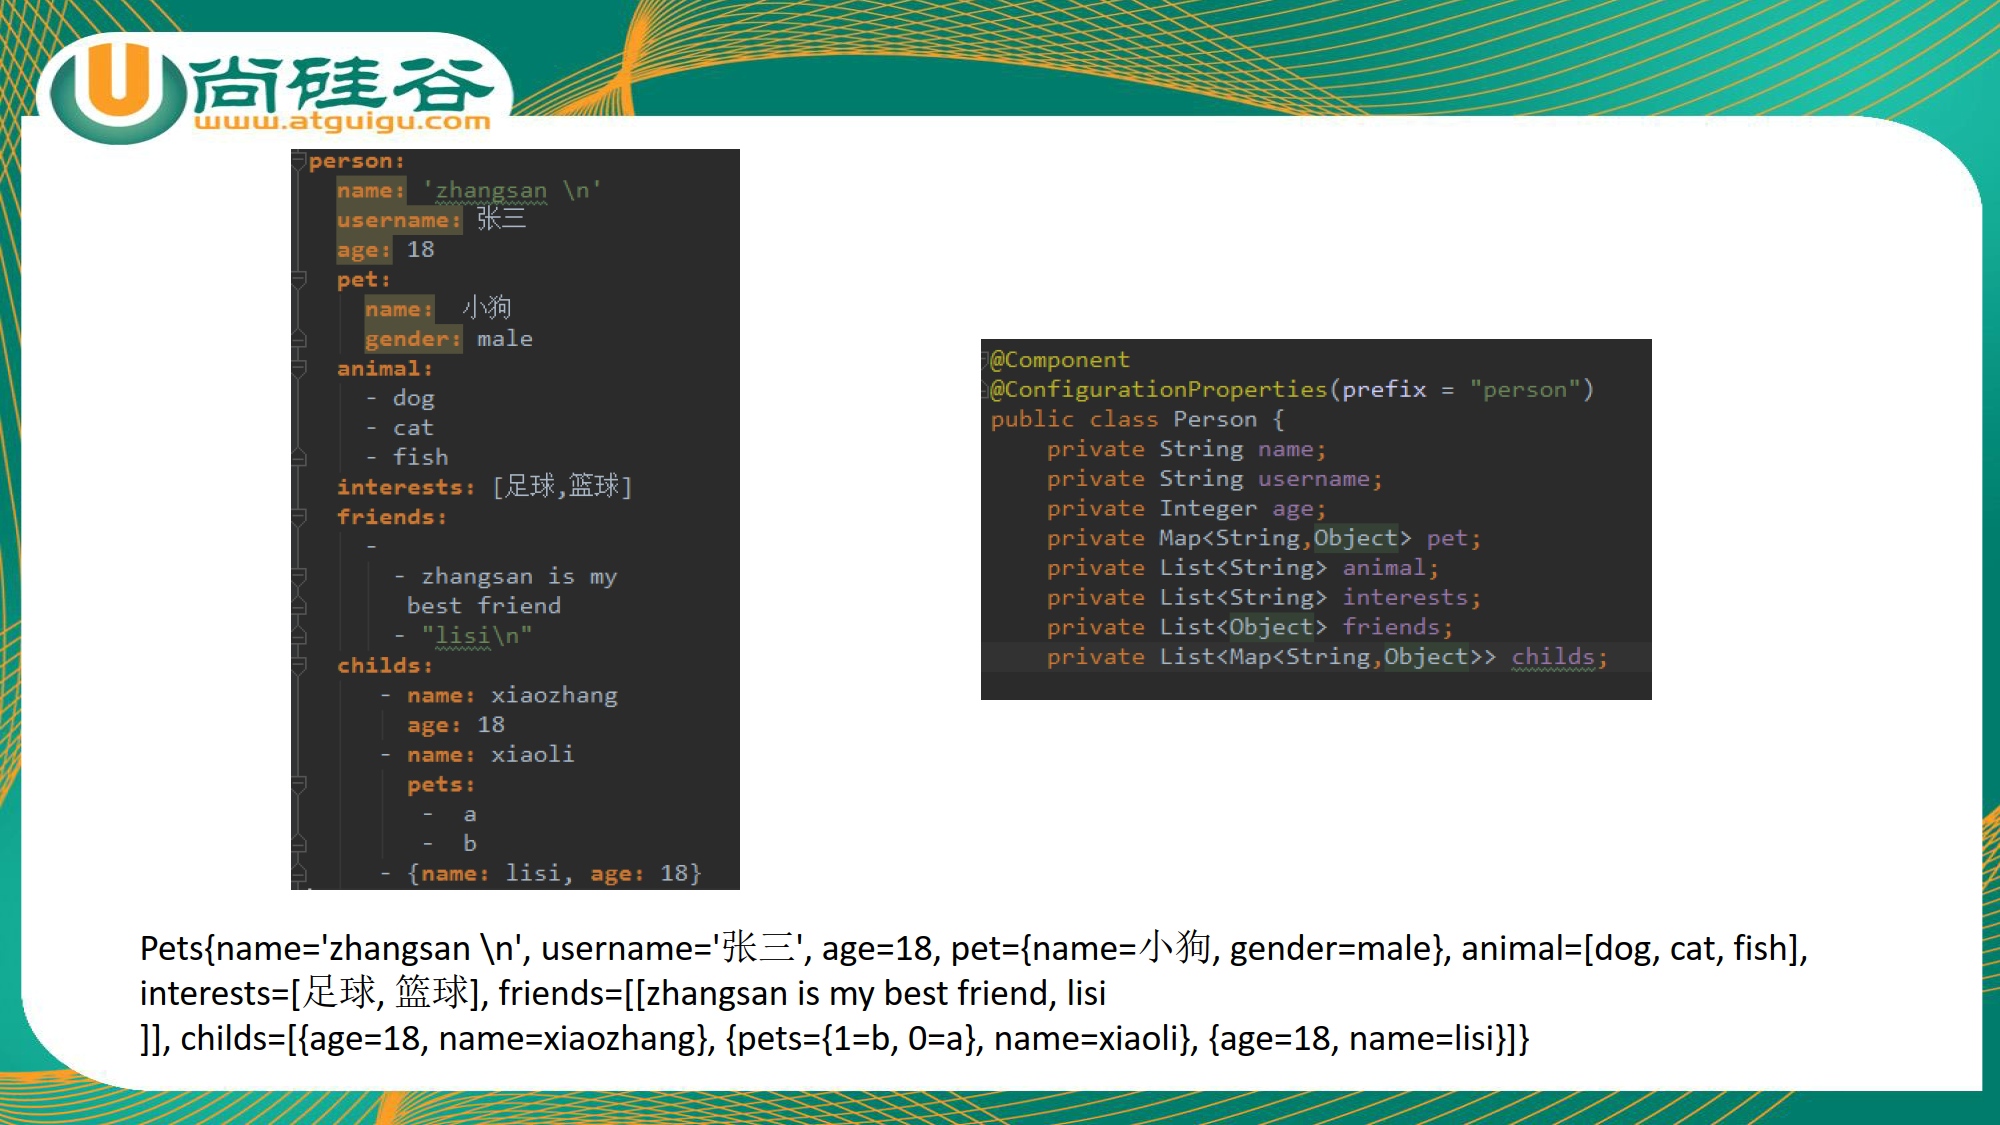 尚硅谷
www.atguigu.com
person:
  name: 'zhangsan \n'
  username: 张三
  age: 18
  pet:
    name:  小狗
    gender: male
  animal:
    - dog
    - cat
    - fish
  interests: [足球,篮球]
  friends:
    -
      - zhangsan is my
       best friend
      - "lisi\n"
  childs:
     - name: xiaozhang
       age: 18
     - name: xiaoli
       pets:
        -  a
        -  b
     - {name: lisi, age: 18}
@Component
@ConfigurationProperties(prefix = "person")
public class Person {
    private String name;
    private String username;
    private Integer age;
    private Map<String,Object> pet;
    private List<String> animal;
    private List<String> interests;
    private List<Object> friends;
    private List<Map<String,Object>> childs;
Pets{name='zhangsan \n', username='张三', age=18, pet={name=小狗, gender=male}, animal=[dog, cat, fish],
interests=[足球, 篮球], friends=[[zhangsan is my best friend, lisi
]], childs=[{age=18, name=xiaozhang}, {pets={1=b, 0=a}, name=xiaoli}, {age=18, name=lisi}]}